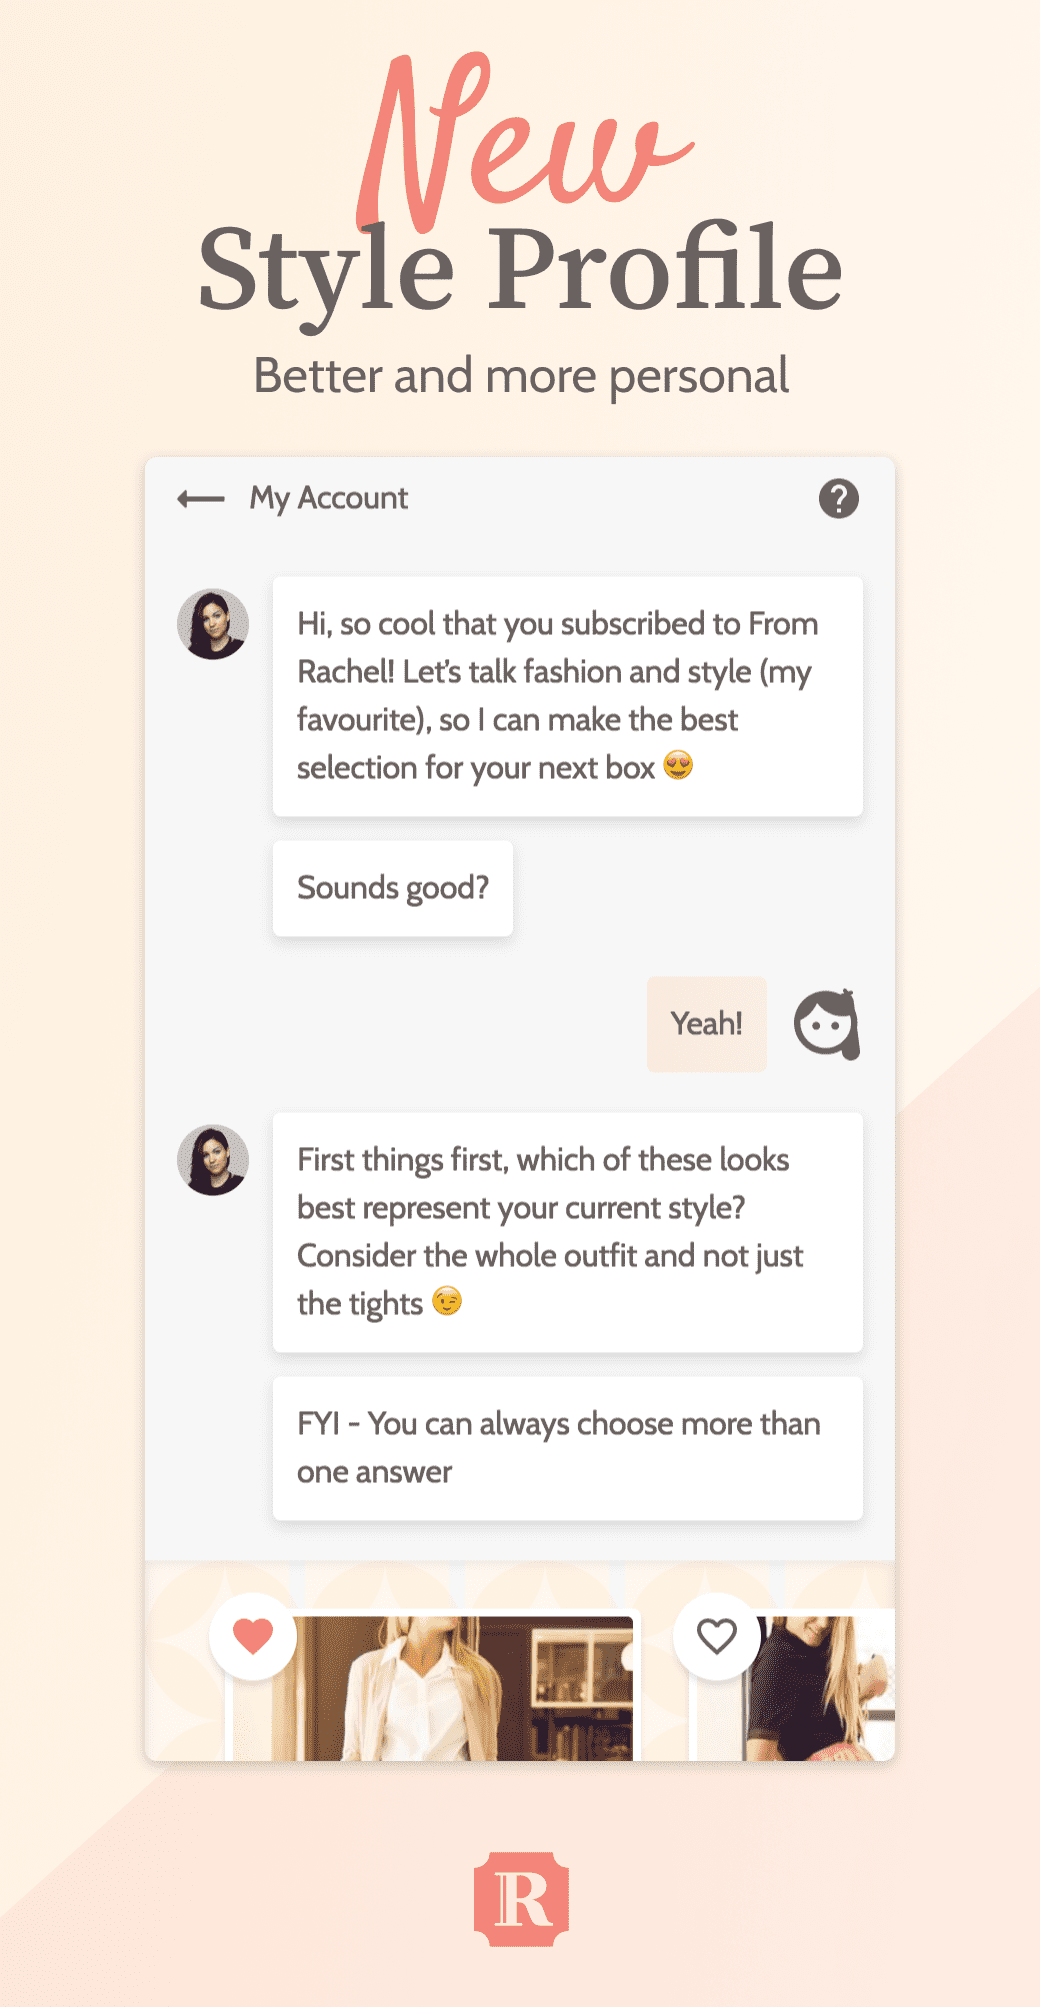 New
Style Profile
Better and more personal
My Account
?
Hi, so cool that you subscribed to From
Rachel! Let's talk fashion and style (my
favourite), so I can make the best
selection for your next box 😍
Sounds good?
Yeah!
First things first, which of these looks
best represent your current style?
Consider the whole outfit and not just
the tights 😉
FYI - You can always choose more than
one answer
R